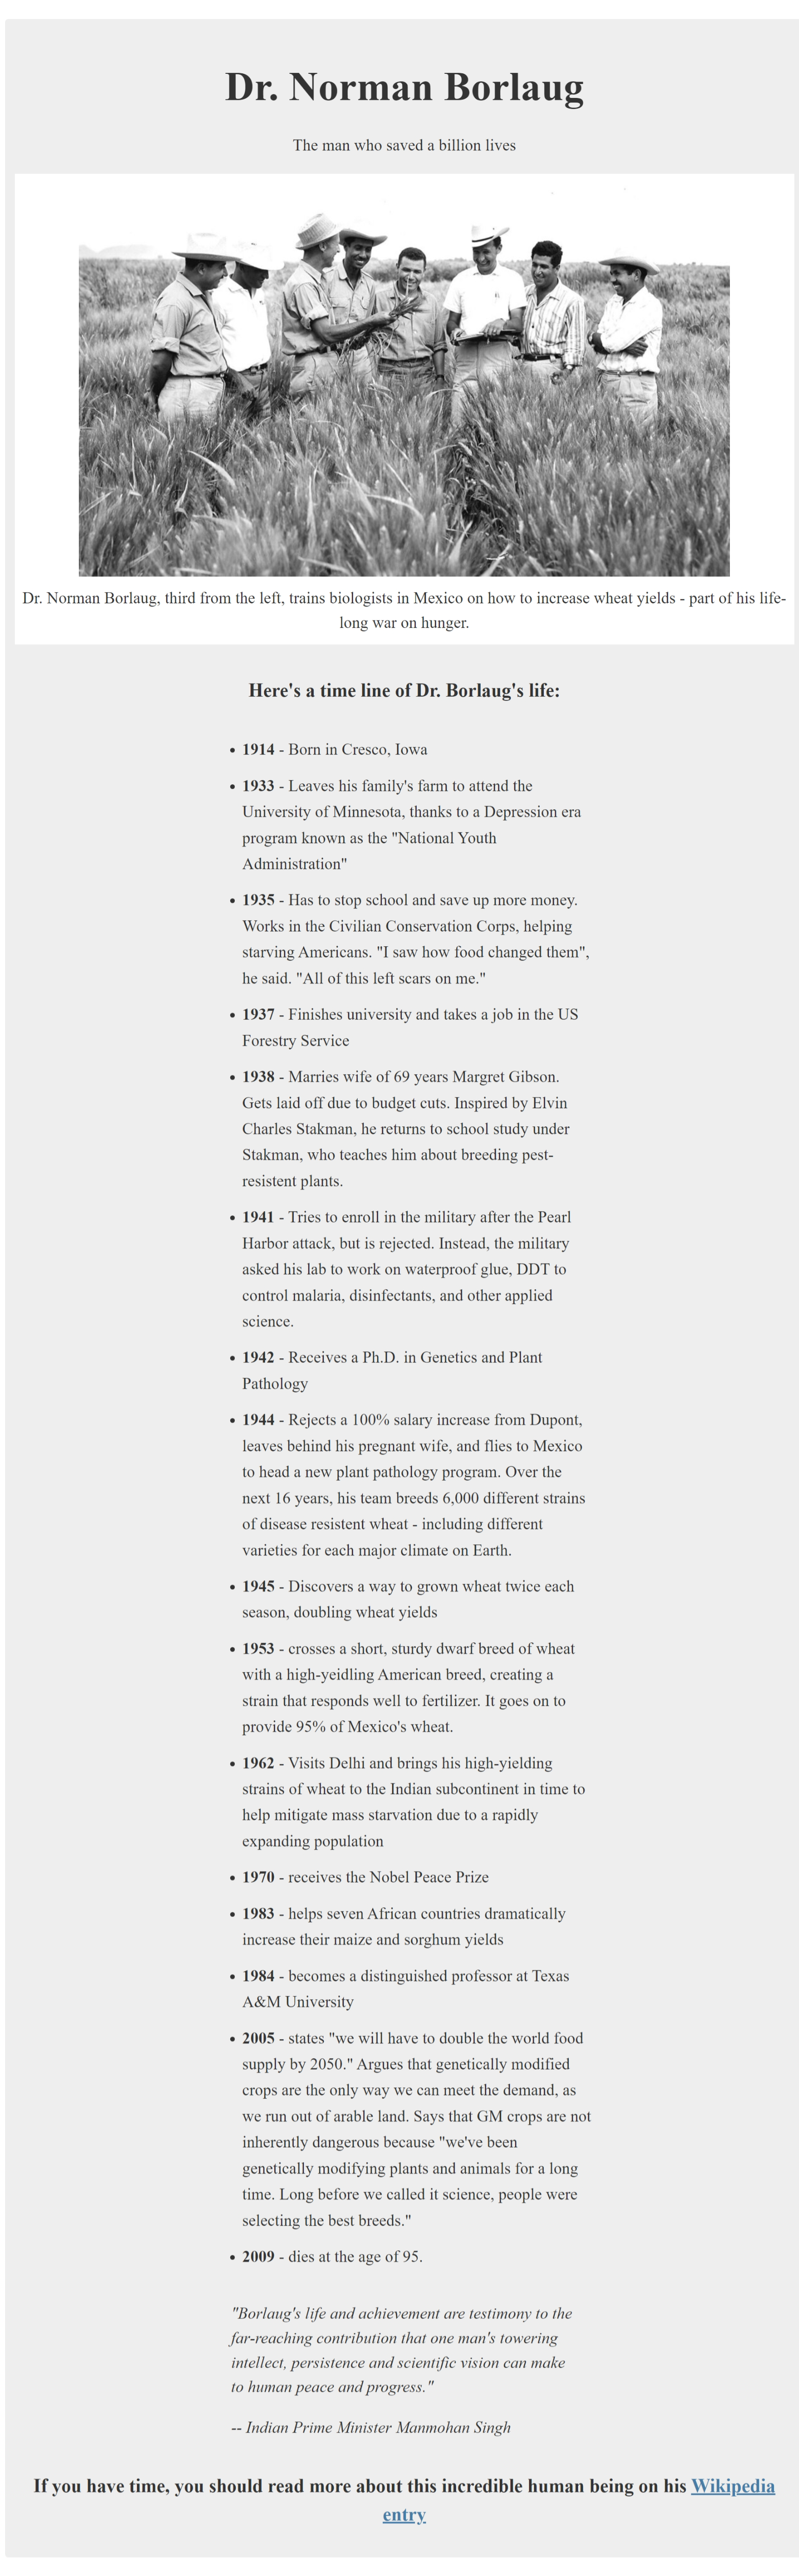 Dr. Norman Borlaug
The man who saved a billion lives
Dr. Norman Borlaug, third from the left, trains biologists in Mexico on how to increase wheat yields - part of his life-
long war on hunger.
Here's a time line of Dr. Borlaug's life:
• 1914 - Born in Cresco, Iowa
• 1933 - Leaves his family's farm to attend the
University of Minnesota, thanks to a Depression era
program known as the "National Youth
Administration"
• 1935 - Has to stop school and save up more money.
Works in the Civilian Conservation Corps, helping
starving Americans. "I saw how food changed them",
he said. "All of this left scars on me."
• 1937 - Finishes university and takes a job in the US
Forestry Service
• 1938 - Marries wife of 69 years Margret Gibson.
Gets laid off due to budget cuts. Inspired by Elvin
Charles Stakman, he returns to school study under
Stakman, who teaches him about breeding pest-
resistent plants.
• 1941 - Tries to enroll in the military after the Pearl
Harbor attack, but is rejected. Instead, the military
asked his lab to work on waterproof glue, DDT to
control malaria, disinfectants, and other applied
science.
• 1942 - Receives a Ph.D. in Genetics and Plant
Pathology
• 1944 - Rejects a 100% salary increase from Dupont,
leaves behind his pregnant wife, and flies to Mexico
to head a new plant pathology program. Over the
next 16 years, his team breeds 6,000 different strains
of disease resistent wheat - including different
varieties for each major climate on Earth.
• 1945 - Discovers a way to grown wheat twice each
season, doubling wheat yields
• 1953 - crosses a short, sturdy dwarf breed of wheat
with a high-yeidling American breed, creating a
strain that responds well to fertilizer. It goes on to
provide 95% of Mexico's wheat.
• 1962 - Visits Delhi and brings his high-yielding
strains of wheat to the Indian subcontinent in time to
help mitigate mass starvation due to a rapidly
expanding population
• 1970 - receives the Nobel Peace Prize
• 1983 - helps seven African countries dramatically
increase their maize and sorghum yields
• 1984 - becomes a distinguished professor at Texas
A&M University
• 2005 - states "we will have to double the world food
supply by 2050." Argues that genetically modified
crops are the only way we can meet the demand, as
we run out of arable land. Says that GM crops are not
inherently dangerous because "we've been
genetically modifying plants and animals for a long
time. Long before we called it science, people were
selecting the best breeds."
• 2009 - dies at the age of 95.
"Borlaug's life and achievement are testimony to the
far-reaching contribution that one man's towering
intellect, persistence and scientific vision can make
to human peace and progress."
-- Indian Prime Minister Manmohan Singh
If you have time, you should read more about this incredible human being on his Wikipedia
entry